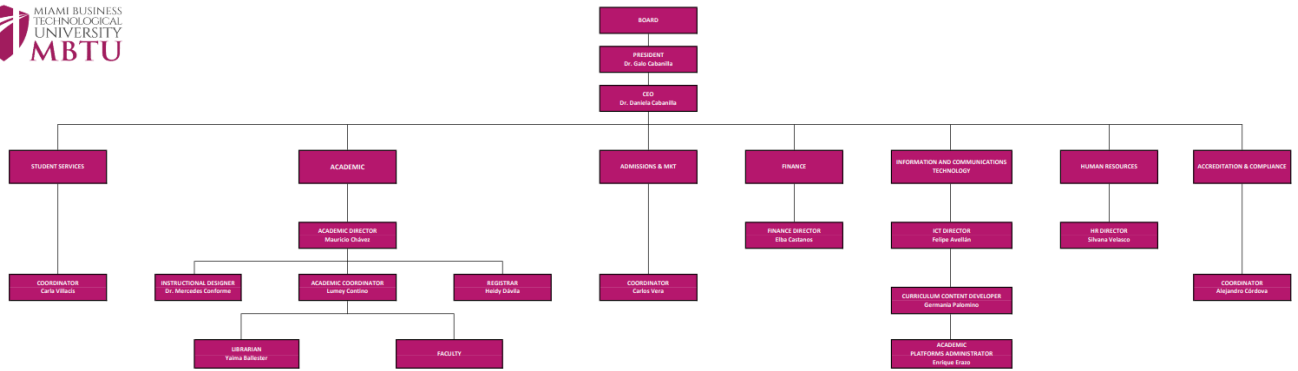 MIAMI BUSINESS
TECHNOLOGICAL
UNIVERSITY
MBTU
BOARD
PRESIDENT
Dr. Galo Cabanilla
CEO
Dr. Daniela Cabanilla
STUDENT SERVICES
ACADEMIC
ADMISSIONS & MKT
FINANCE
INFORMATION AND COMMUNICATIONS
TECHNOLOGY
HUMAN RESOURCES
ACCREDITATION & COMPLIANCE
ACADEMIC DIRECTOR
Mauricio Chávez
FINANCE DIRECTOR
Elba Castanos
ICT DIRECTOR
Felipe Avellán
HR DIRECTOR
Silvana Velasco
COORDINATOR
Carla Villacis
INSTRUCTIONAL DESIGNER
Dr. Mercedes Conforme
ACADEMIC COORDINATOR
Lumey Contino
REGISTRAR
Heidy Dávila
COORDINATOR
Carlos Vera
COORDINATOR
Alejandro Córdova
CURRICULUM CONTENT DEVELOPER
Germania Palomino
LIBRARIAN
Yaima Ballester
FACULTY
ACADEMIC
PLATFORMS ADMINISTRATOR
Enrique Erazo